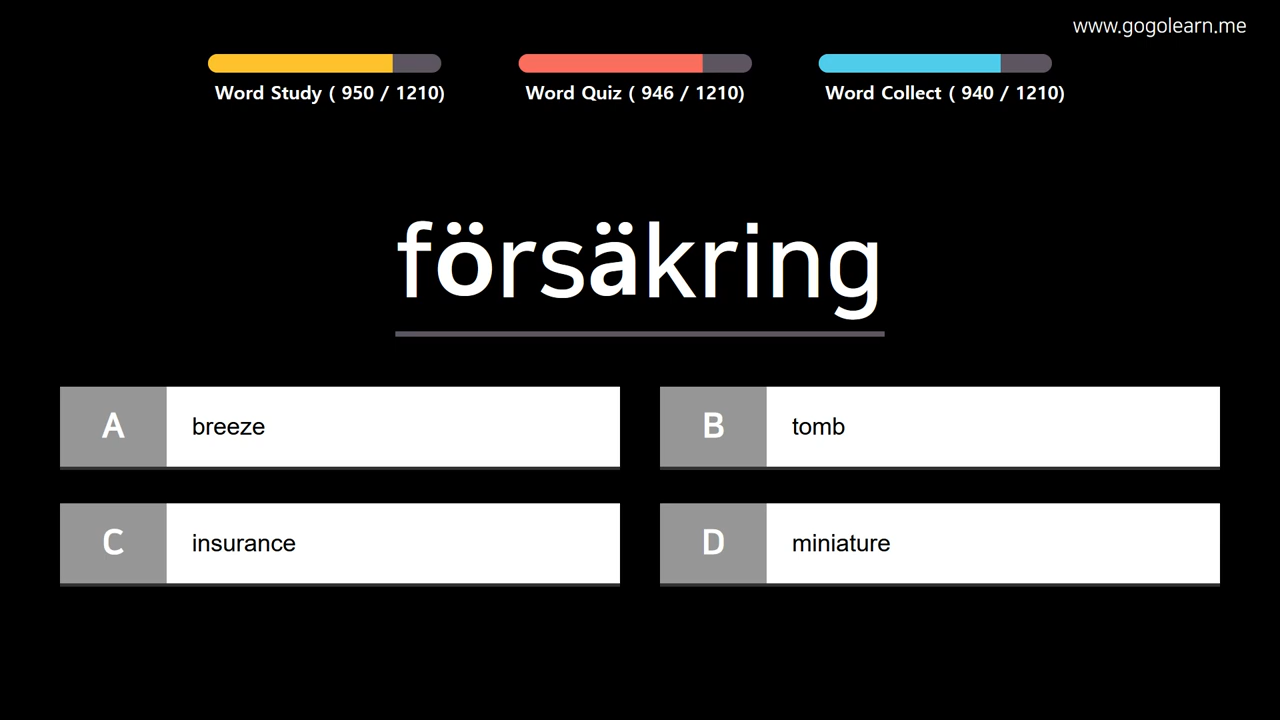 www.gogolearn.me
Word Study ( 950 / 1210)
Word Quiz ( 946 / 1210)
Word Collect ( 940 / 1210)
försäkring
A breeze
B tomb
C insurance
D miniature